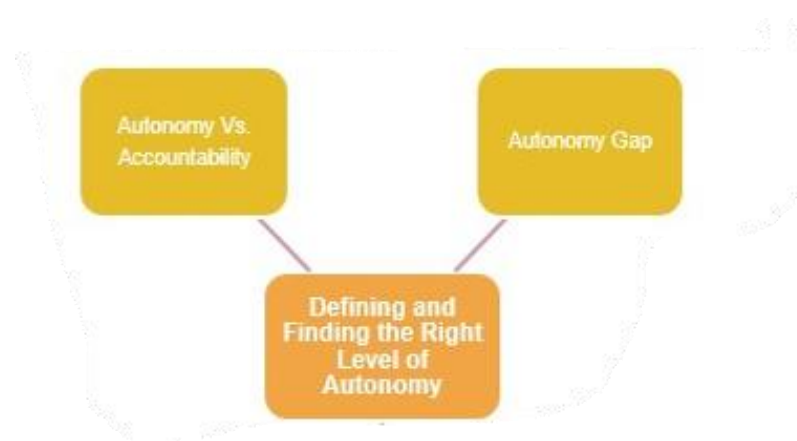 Autonomy Vs.
Accountability
Autonomy Gap
Defining and
Finding the Right
Level of
Autonomy